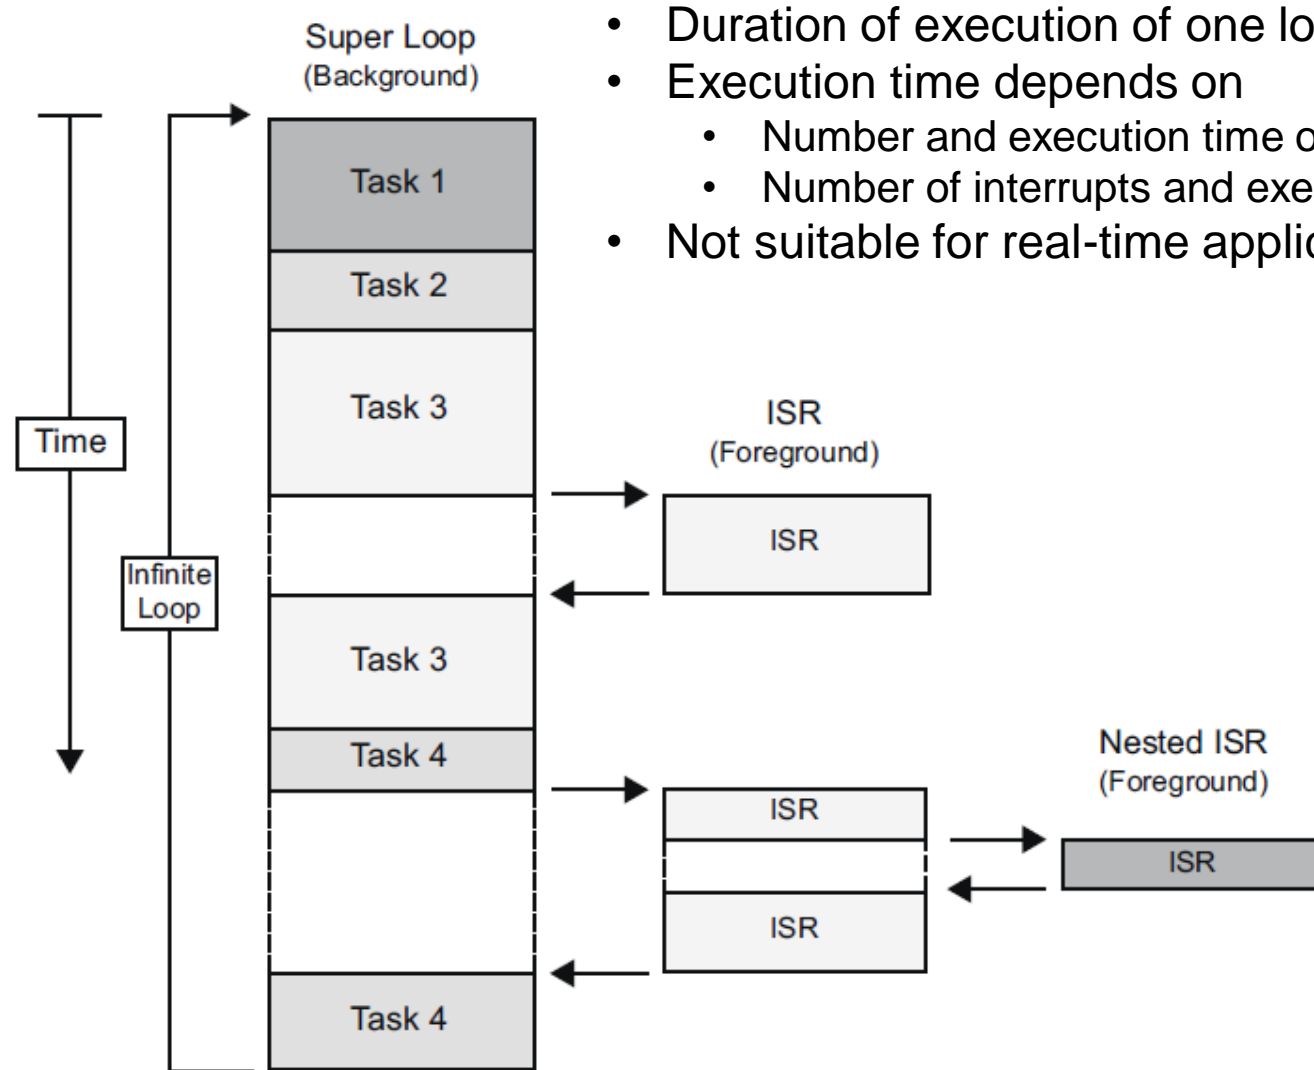 • Duration of execution of one lo
• Execution time depends on
• Number and execution time o
• Number of interrupts and exe
• Not suitable for real-time applic
Super Loop
(Background)
Task 1
Task 2
Task 3
Time
Infinite
Loop
ISR
(Foreground)
ISR
Task 3
Task 4
Nested ISR
(Foreground)
ISR
ISR
ISR
Task 4